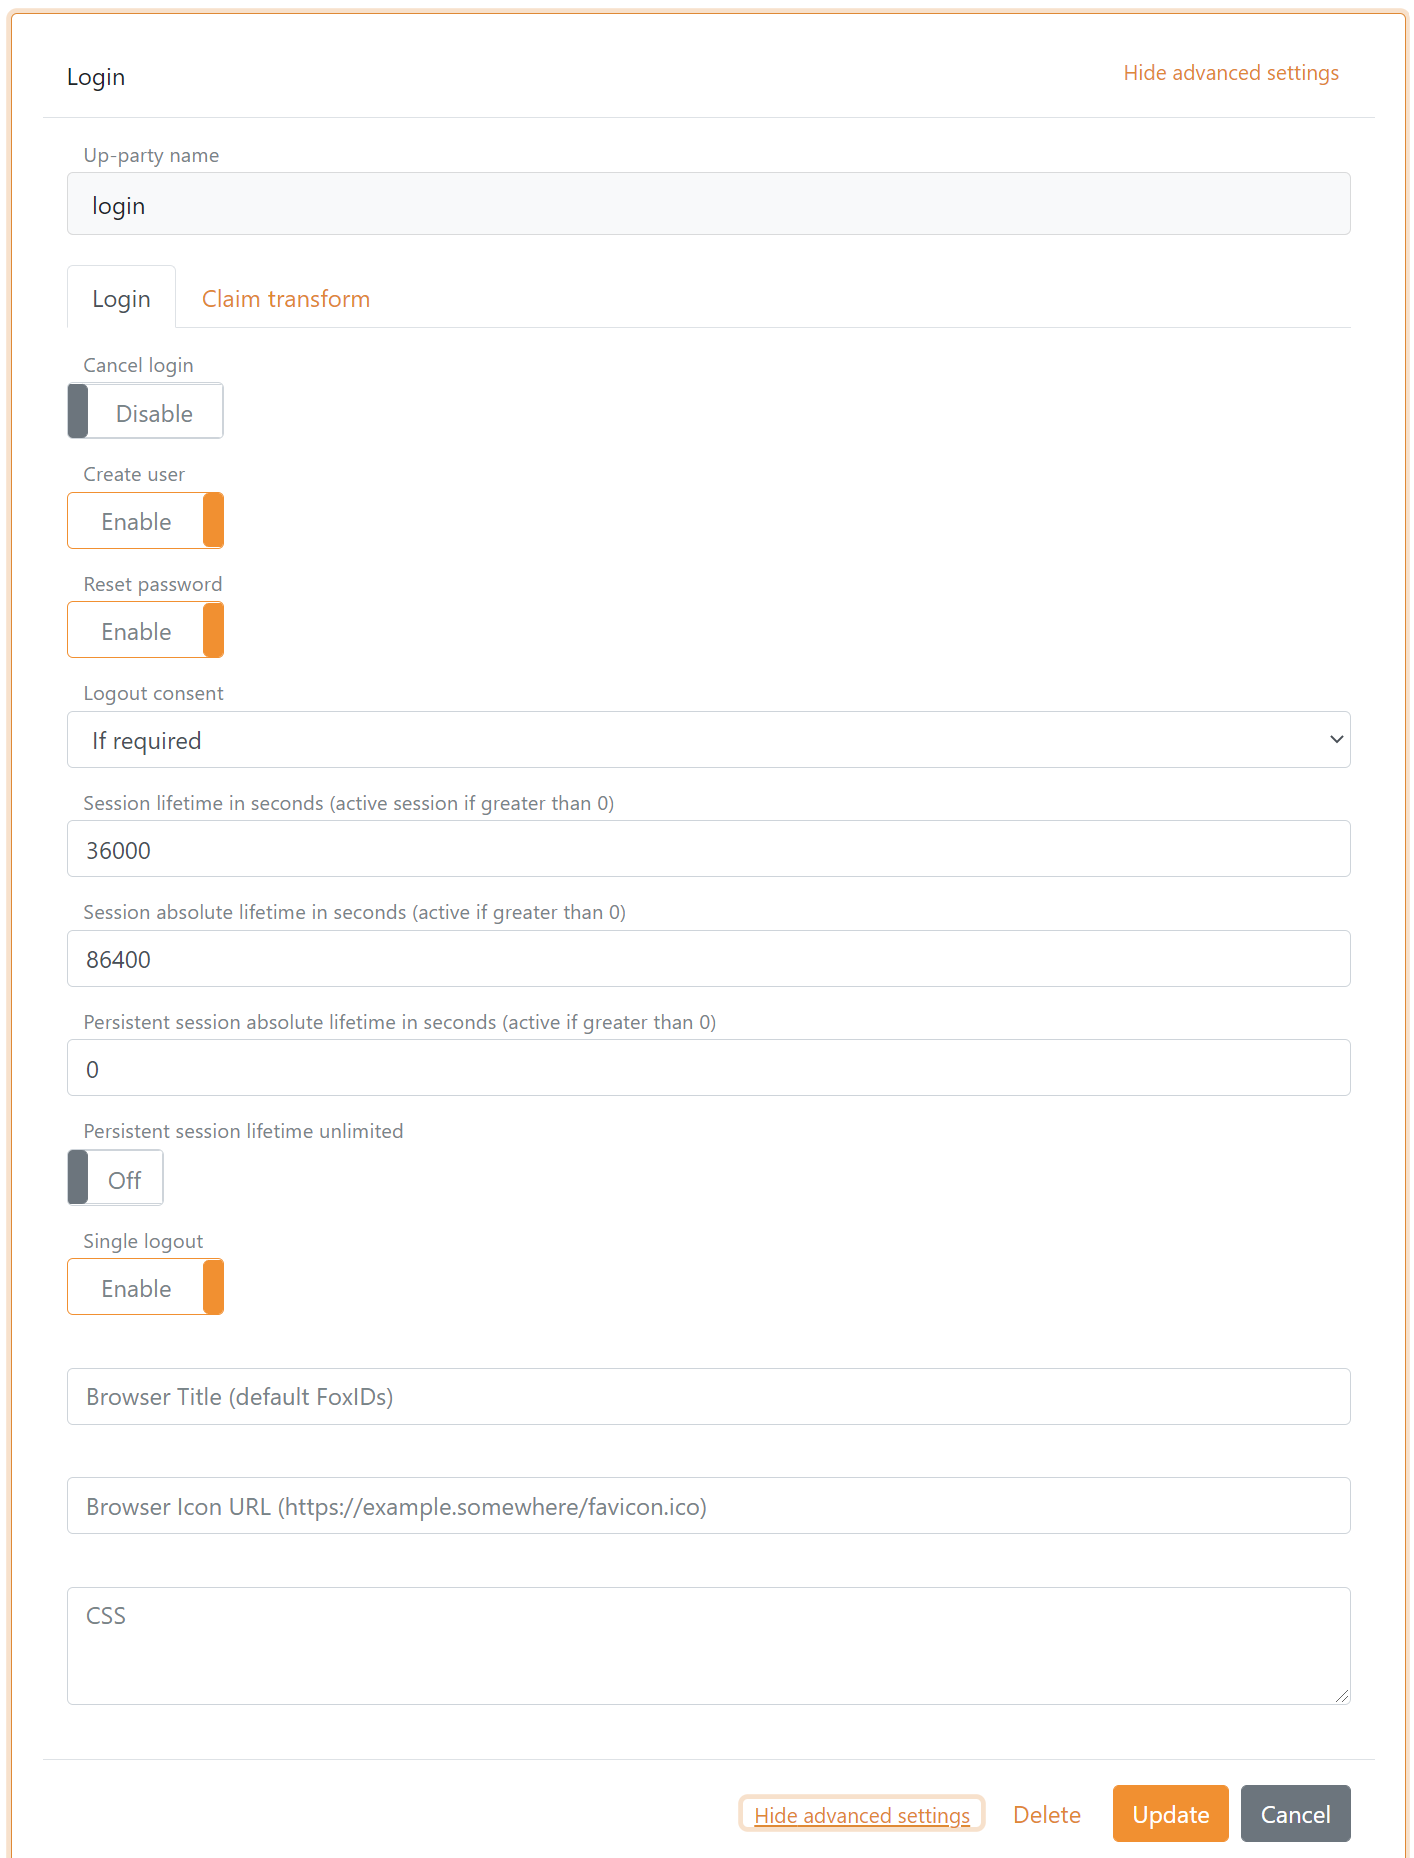 Login
Hide advanced settings
Up-party name
login
Login
Claim transform
Cancel login
Disable
Create user
Enable
Reset password
Enable
Logout consent
If required
Session lifetime in seconds (active session if greater than 0)
36000
Session absolute lifetime in seconds (active if greater than 0)
86400
Persistent session absolute lifetime in seconds (active if greater than 0)
0
Persistent session lifetime unlimited
Off
Single logout
Enable
Browser Title (default FoxIDs)
Browser Icon URL (https://example.somewhere/favicon.ico)
CSS
Hide advanced settings
Delete
Update
Cancel